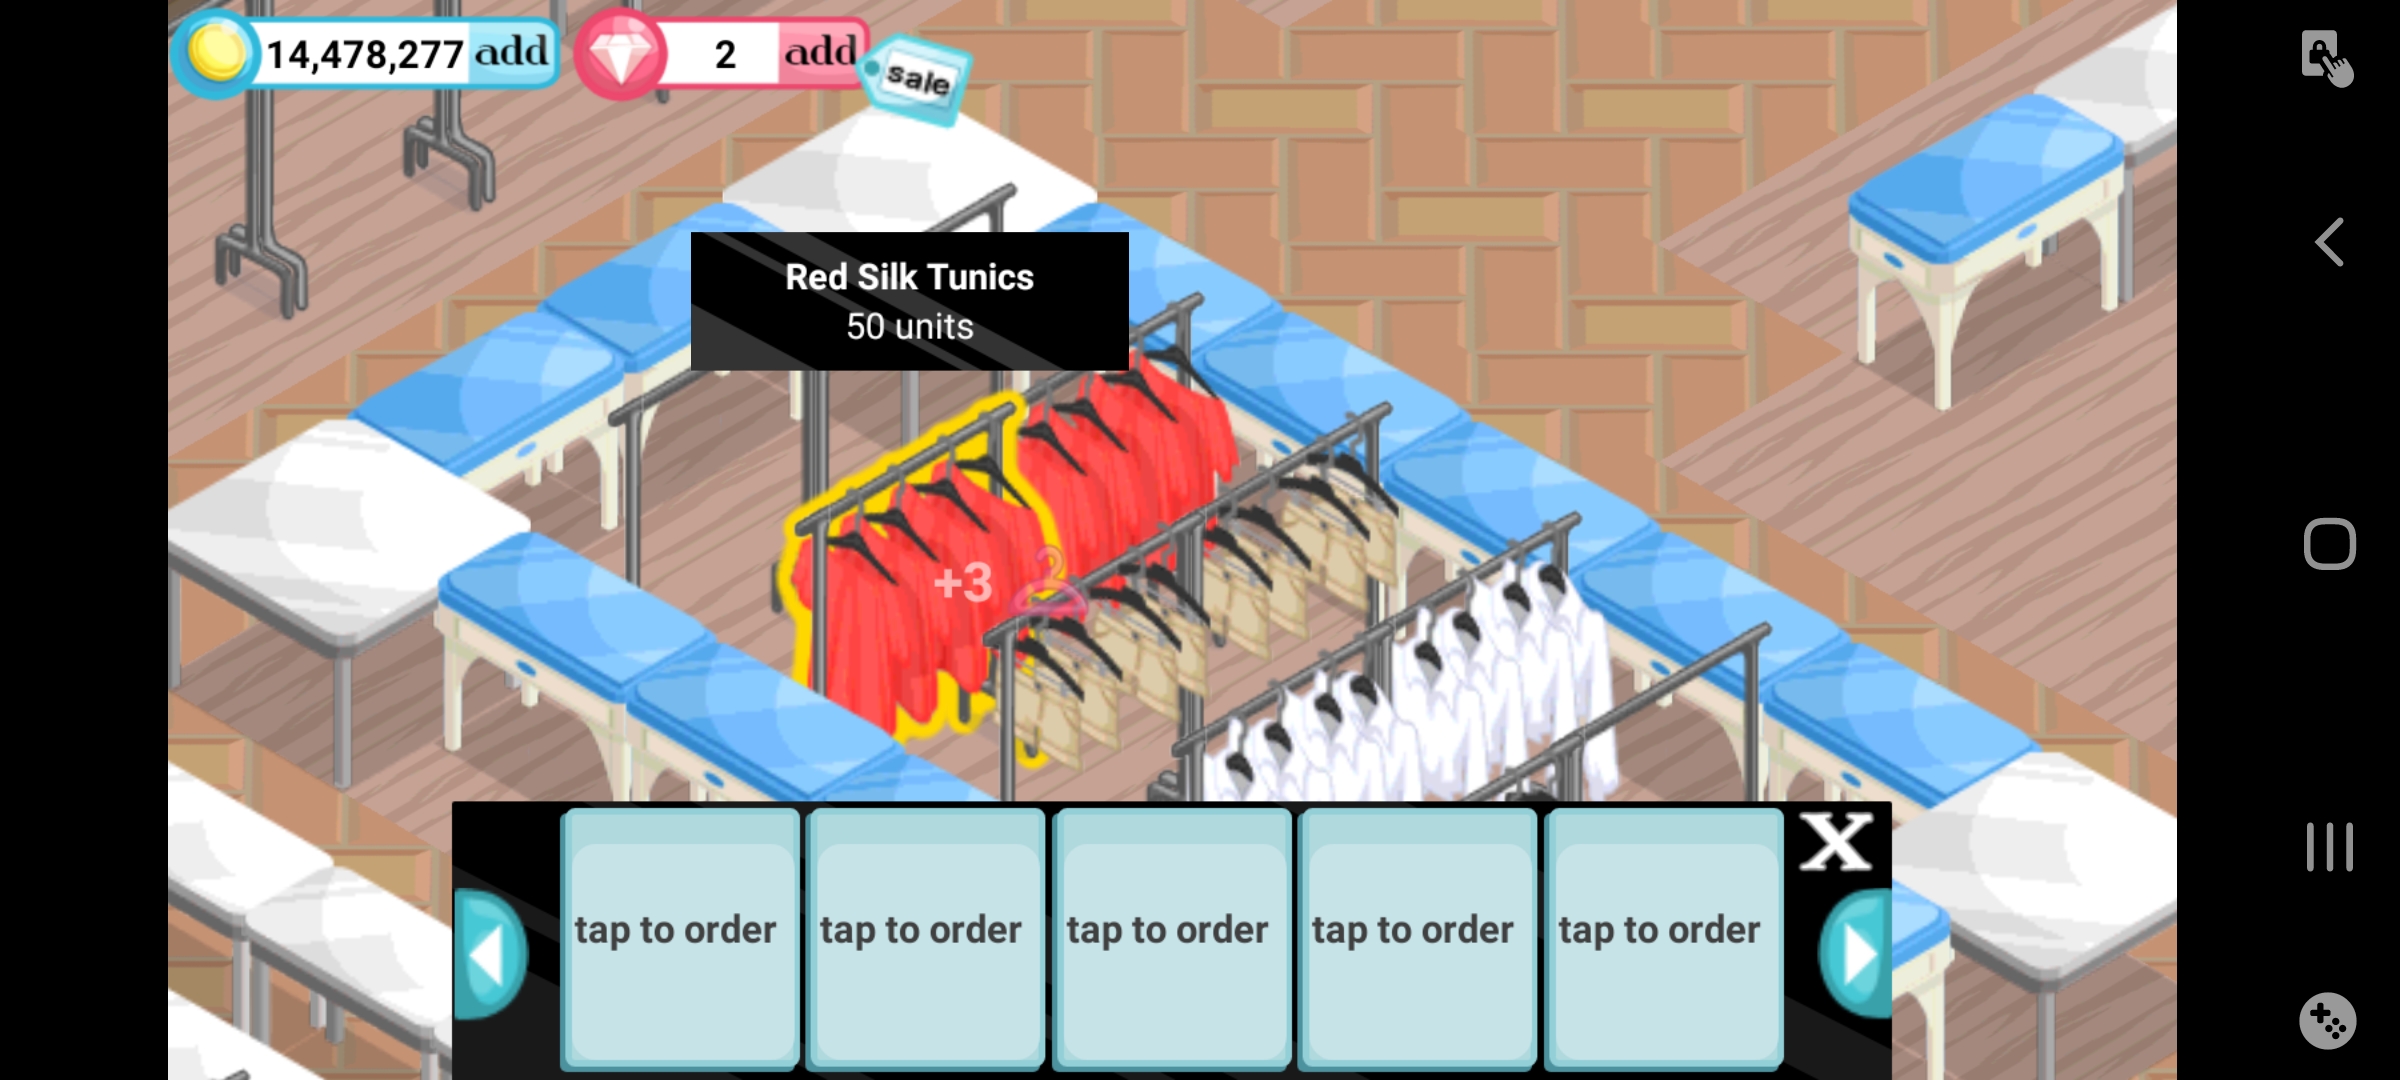 14,478,277 add
2 add
sale
Red Silk Tunics
50 units
+3
tap to order
tap to order
tap to order
tap to order
tap to order
X